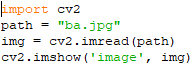 import cv2
path = "ba.jpg"
img = cv2.imread(path)
cv2.imshow('image', img)